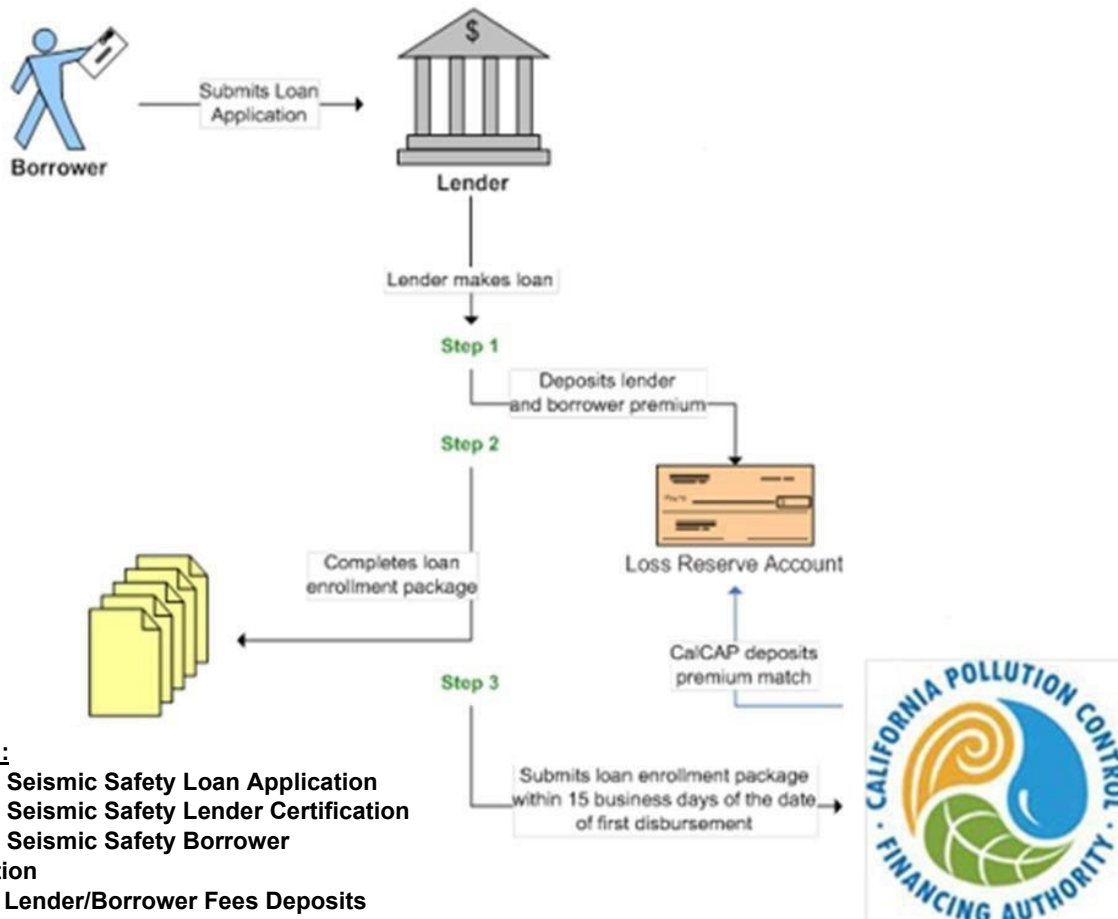 $
Submits Loan
Application
Borrower
Lender
Lender makes loan
Step 1
Deposits lender
and borrower premium
Step 2
Loss Reserve Account
Completes loan
enrollment package
CalCAP deposits
premium match
Step 3
Submits loan enrollment package
within 15 business days of the date
of first disbursement
CALIFORNIA POLLUTION CONTROL
· FINANCING AUTHORITY ·
:
Seismic Safety Loan Application
Seismic Safety Lender Certification
Seismic Safety Borrower
tion
Lender/Borrower Fees Deposits